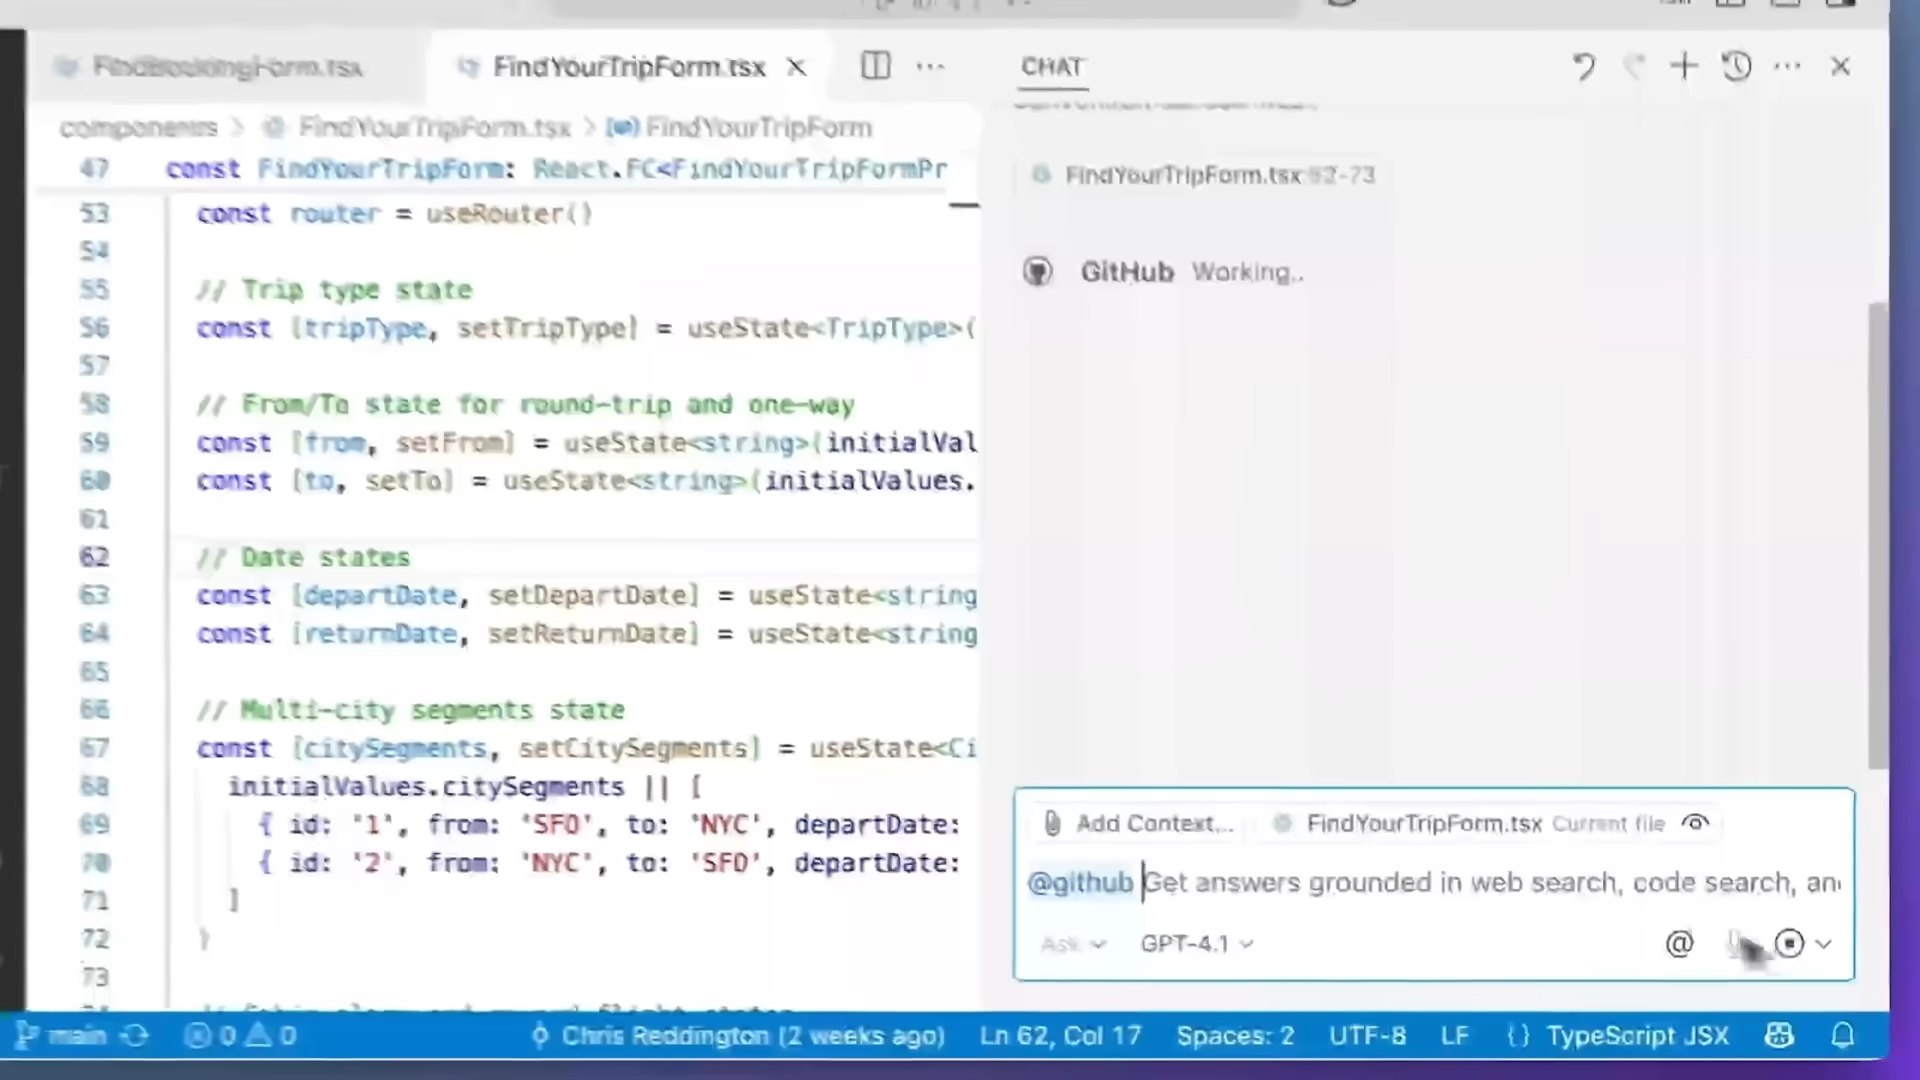 FindBookingForm.tsx
FindYourTripForm.tsx
components > FindYourTripForm.tsx > FindYourTripForm
47 const FindYourTripForm: React.FC<FindYourTripFormPr
53 const router = useRouter()
54
55 // Trip type state
56 const [tripType, setTripType] = useState<TripType>(
57
58 // From/To state for round-trip and one-way
59 const [from, setFrom] = useState<string>(initialVal
60 const [to, setTo] = useState<string>(initialValues.
61
62 // Date states
63 const [departDate, setDepartDate] = useState<string
64 const [returnDate, setReturnDate] = useState<string
65
66 // Multi-city segments state
67 const [citySegments, setCitySegments] = useState<Ci
68 initialValues.citySegments || [
69 { id: '1', from: 'SFO', to: 'NYC', departDate:
70 { id: '2', from: 'NYC', to: 'SFO', departDate:
71 ]
72 )
73
CHAT
FindYourTripForm.tsx:52-73
GitHub Working..
Add Context... FindYourTripForm.tsx Current file
@github Get answers grounded in web search, code search, an
Ask GPT-4.1 @
main 0 0 Chris Reddington (2 weeks ago) Ln 62, Col 17 Spaces: 2 UTF-8 LF {} TypeScript JSX